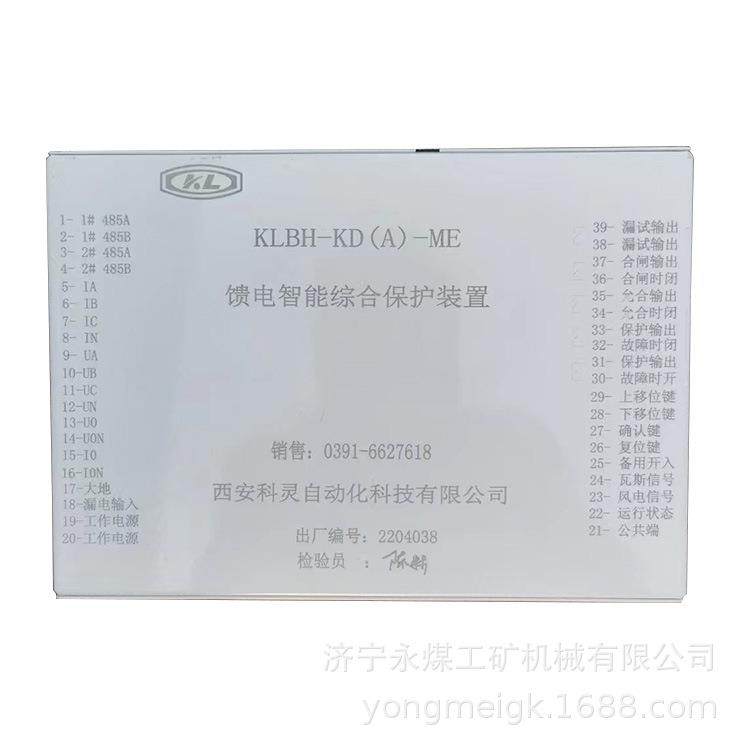 KL
KLBH-KD(A)-ME
馈电智能综合保护装置
1- 1# 485A
2- 1# 485B
3- 2# 485A
4- 2# 485B
5- IA
6- IB
7- IC
8- IN
9- UA
10-UB
11-UC
12-UN
13-UO
14-UON
15-IO
16-ION
17-大地
18-漏电输入
19-工作电源
20-工作电源
39- 漏试输出
38- 漏试输出
37- 合闸输出
36- 合闸时闭
35- 允合输出
34- 允合时闭
33- 保护输出
32- 故障时闭
31- 保护输出
30- 故障时开
29- 上移位键
28- 下移位键
27- 确认键
26- 复位键
25- 备用开入
24- 瓦斯信号
23- 风电信号
22- 运行状态
21- 公共端
销售：0391-6627618
西安科灵自动化科技有限公司
出厂编号：2204038
检验员 ：
济宁永煤工矿机械有限公司
yongmeigk.1688.com